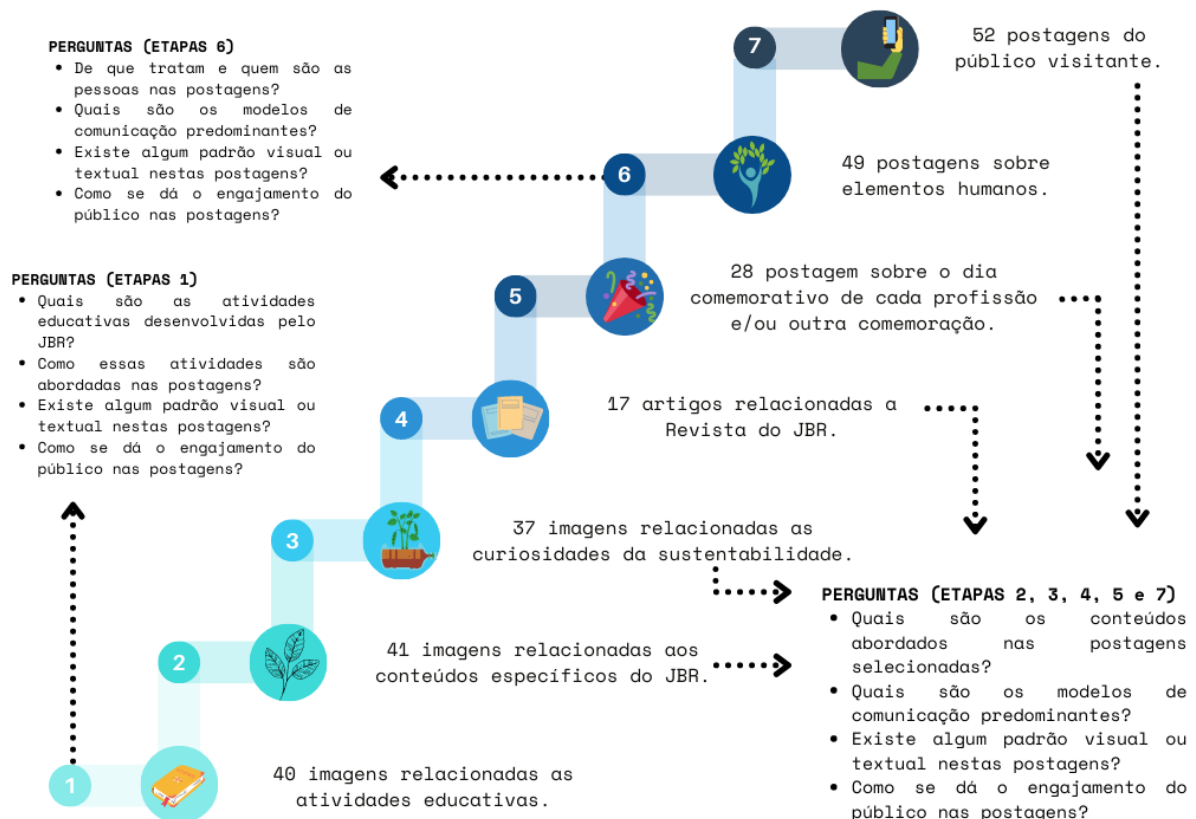 7
52 postagens do
público visitante.
PERGUNTAS (ETAPAS 6)
• De que tratam e quem são as
pessoas nas postagens?
• Quais são os modelos de
comunicação predominantes?
• Existe algum padrão visual ou
textual nestas postagens?
• Como se dá o engajamento do
público nas postagens?
6
49 postagens sobre
elementos humanos.
PERGUNTAS (ETAPAS 1)
• Quais são as atividades
educativas desenvolvidas pelo
JBR?
• Como essas atividades são
abordadas nas postagens?
• Existe algum padrão visual ou
textual nestas postagens?
• Como se dá o engajamento do
público nas postagens?
5
28 postagem sobre o dia
comemorativo de cada profissão
e/ou outra comemoração.
4
17 artigos relacionadas a
Revista do JBR.
3
37 imagens relacionadas as
curiosidades da sustentabilidade.
2
41 imagens relacionadas aos
conteúdos específicos do JBR.
PERGUNTAS (ETAPAS 2, 3, 4, 5 e 7)
• Quais são os conteúdos
abordados nas postagens
selecionadas?
• Quais são os modelos de
comunicação predominantes?
• Existe algum padrão visual ou
textual nestas postagens?
• Como se dá o engajamento do
público nas postagens?
1
40 imagens relacionadas as
atividades educativas.